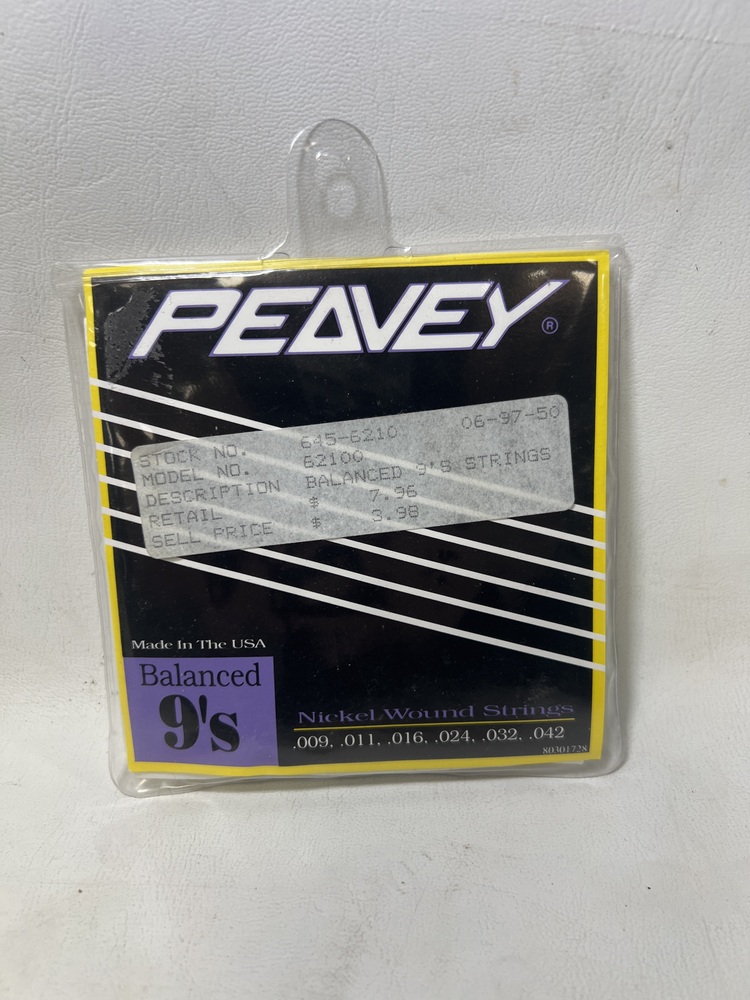 PEAVEY®
STOCK NO. 645-6210 06-97-50
MODEL NO. 62100
DESCRIPTION BALANCED 9'S STRINGS
RETAIL $ 7.96
SELL PRICE $ 3.98
Made In The USA
Balanced
9's
Nickel Wound Strings
.009, .011, .016, .024, .032, .042
80301728